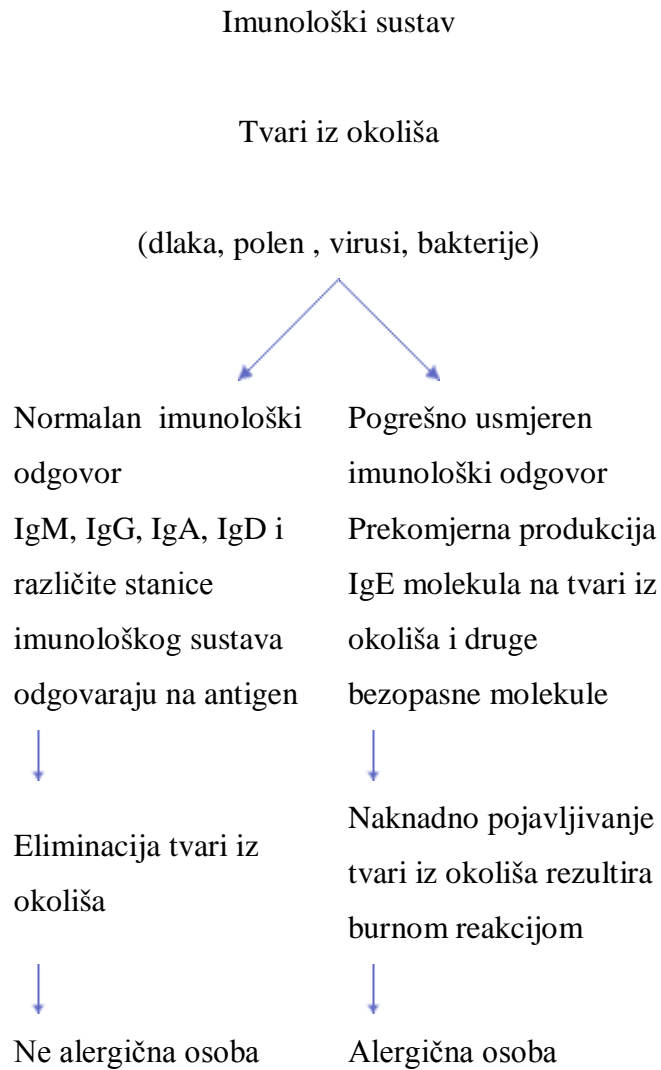 Imunološki sustav
Tvari iz okoliša
(dlaka, polen , virusi, bakterije)
Normalan imunološki
odgovor
IgM, IgG, IgA, IgD i
različite stanice
imunološkog sustava
odgovaraju na antigen
Eliminacija tvari iz
okoliša
Ne alergična osoba
Pogrešno usmjeren
imunološki odgovor
Prekomjerna produkcija
IgE molekula na tvari iz
okoliša i druge
bezopasne molekule
Naknadno pojavljivanje
tvari iz okoliša rezultira
burnom reakcijom
Alergična osoba